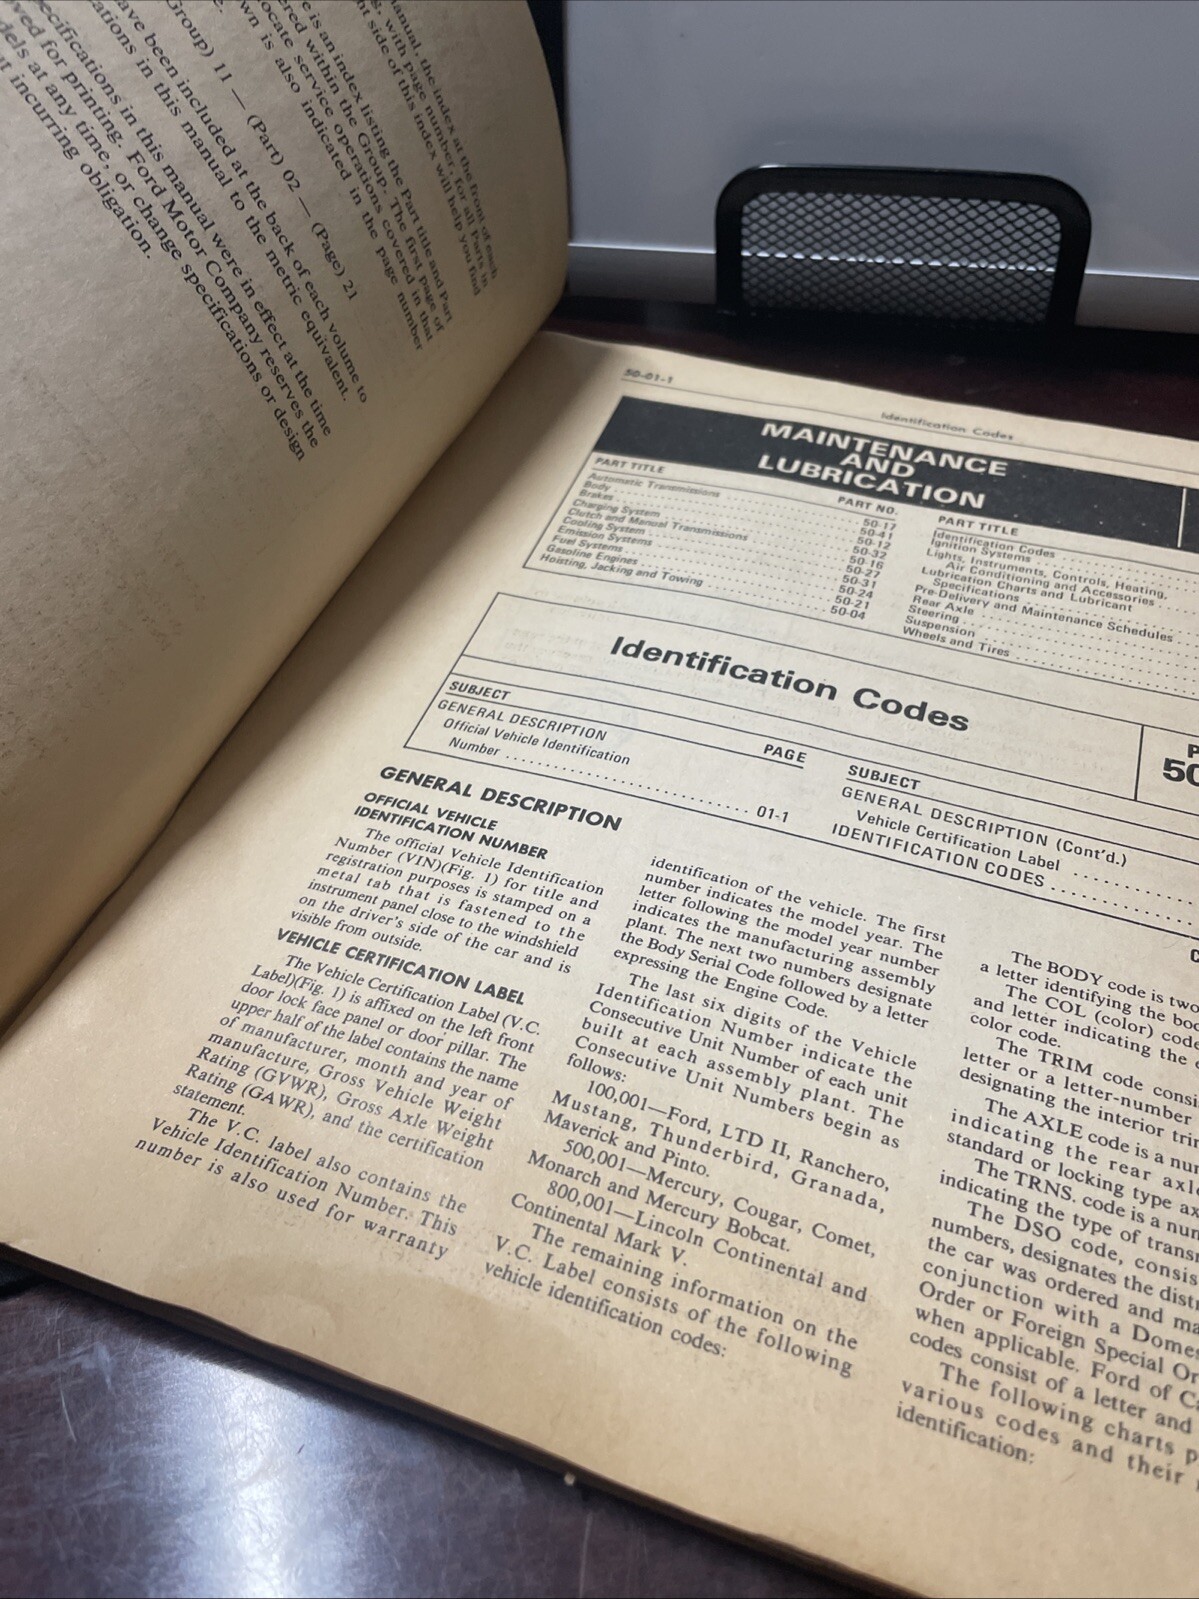 anual, the index at the front of each
g, with page number, for all Parts in
t side of this index will help you find
e is an index listing the Part title and Part
ered within the Group. The first page of
ocate service operations covered in that
wn is also indicated in the page number
Group) 11 — (Part) 02 — (Page) 21
ave been included at the back of each volume to
ations in this manual to the metric equivalent.
pecifications in this manual were in effect at the time
ved for printing. Ford Motor Company reserves the
dels at any time, or change specifications or design
t incurring obligation.
50-01-1
Identification Codes
MAINTENANCE
AND
LUBRICATION
PART TITLE
PART NO.
Automatic Transmissions 50-17
Body 50-41
Brakes 50-12
Charging System 50-32
Clutch and Manual Transmissions 50-16
Cooling System 50-27
Emission Systems 50-31
Fuel Systems 50-24
Gasoline Engines 50-21
Hoisting, Jacking and Towing 50-04
PART TITLE
Identification Codes
Ignition Systems
Lights, Instruments, Controls, Heating,
Air Conditioning and Accessories
Lubrication Charts and Lubricant
Specifications
Pre-Delivery and Maintenance Schedules
Rear Axle
Steering
Suspension
Wheels and Tires
Identification Codes
P
50
SUBJECT
PAGE
GENERAL DESCRIPTION
Official Vehicle Identification
Number 01-1
SUBJECT
GENERAL DESCRIPTION (Cont'd.)
Vehicle Certification Label
IDENTIFICATION CODES
GENERAL DESCRIPTION
OFFICIAL VEHICLE
IDENTIFICATION NUMBER
The official Vehicle Identification
Number (VIN)(Fig. 1) for title and
registration purposes is stamped on a
metal tab that is fastened to the
instrument panel close to the windshield
on the driver's side of the car and is
visible from outside.
VEHICLE CERTIFICATION LABEL
The Vehicle Certification Label (V.C.
Label)(Fig. 1) is affixed on the left front
door lock face panel or door pillar. The
upper half of the label contains the name
of manufacturer, month and year of
manufacture, Gross Vehicle Weight
Rating (GVWR), Gross Axle Weight
Rating (GAWR), and the certification
statement.
The V.C. label also contains the
Vehicle Identification Number. This
number is also used for warranty
identification of the vehicle. The first
number indicates the model year. The
letter following the model year number
indicates the manufacturing assembly
plant. The next two numbers designate
the Body Serial Code followed by a letter
expressing the Engine Code.
The last six digits of the Vehicle
Identification Number indicate the
Consecutive Unit Number of each unit
built at each assembly plant. The
Consecutive Unit Numbers begin as
follows:
100,001—Ford, LTD II, Ranchero,
Mustang, Thunderbird, Granada,
Maverick and Pinto.
500,001—Mercury, Cougar, Comet,
Monarch and Mercury Bobcat.
800,001—Lincoln Continental and
Continental Mark V.
The remaining information on the
V.C. Label consists of the following
vehicle identification codes:
C
The BODY code is two
a letter identifying the bod
The COL (color) code
and letter indicating the e
color code.
The TRIM code consi
letter or a letter-number
designating the interior trim
The AXLE code is a num
indicating the rear axle
standard or locking type ax
The TRNS. code is a num
indicating the type of transm
The DSO code, consis
numbers, designates the distr
the car was ordered and ma
conjunction with a Domes
Order or Foreign Special Or
when applicable. Ford of Ca
codes consist of a letter and
The following charts p
various codes and their
identification: